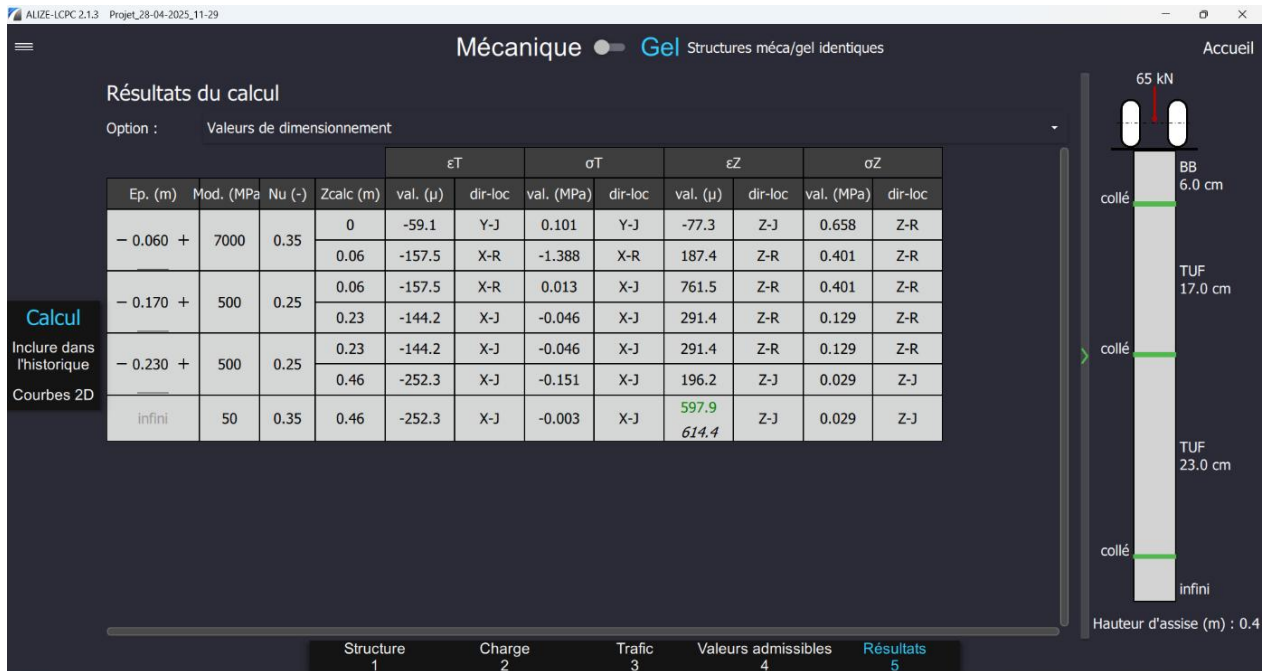 ALIZE-LCPC 2.1.3 Projet_28-04-2025_11-29
Mécanique Gel Structures méca/gel identiques
Accueil
Résultats du calcul
Option : Valeurs de dimensionnement
εT σT εZ σZ
Ep. (m) Mod. (MPa Nu (-) Zcalc (m) val. (μ) dir-loc val. (MPa) dir-loc val. (μ) dir-loc val. (MPa) dir-loc
− 0.060 + 7000 0.35
0 -59.1 Y-J 0.101 Y-J -77.3 Z-J 0.658 Z-R
0.06 -157.5 X-R -1.388 X-R 187.4 Z-R 0.401 Z-R
− 0.170 + 500 0.25
0.06 -157.5 X-R 0.013 X-J 761.5 Z-R 0.401 Z-R
0.23 -144.2 X-J -0.046 X-J 291.4 Z-R 0.129 Z-R
− 0.230 + 500 0.25
0.23 -144.2 X-J -0.046 X-J 291.4 Z-R 0.129 Z-R
0.46 -252.3 X-J -0.151 X-J 196.2 Z-J 0.029 Z-J
infini 50 0.35 0.46 -252.3 X-J -0.003 X-J 597.9 Z-J 0.029 Z-J
614.4
Calcul
Inclure dans
l'historique
Courbes 2D
65 kN
BB
6.0 cm
collé
TUF
17.0 cm
collé
TUF
23.0 cm
collé
infini
Hauteur d'assise (m) : 0.4
Structure Charge Trafic Valeurs admissibles Résultats
1 2 3 4 5